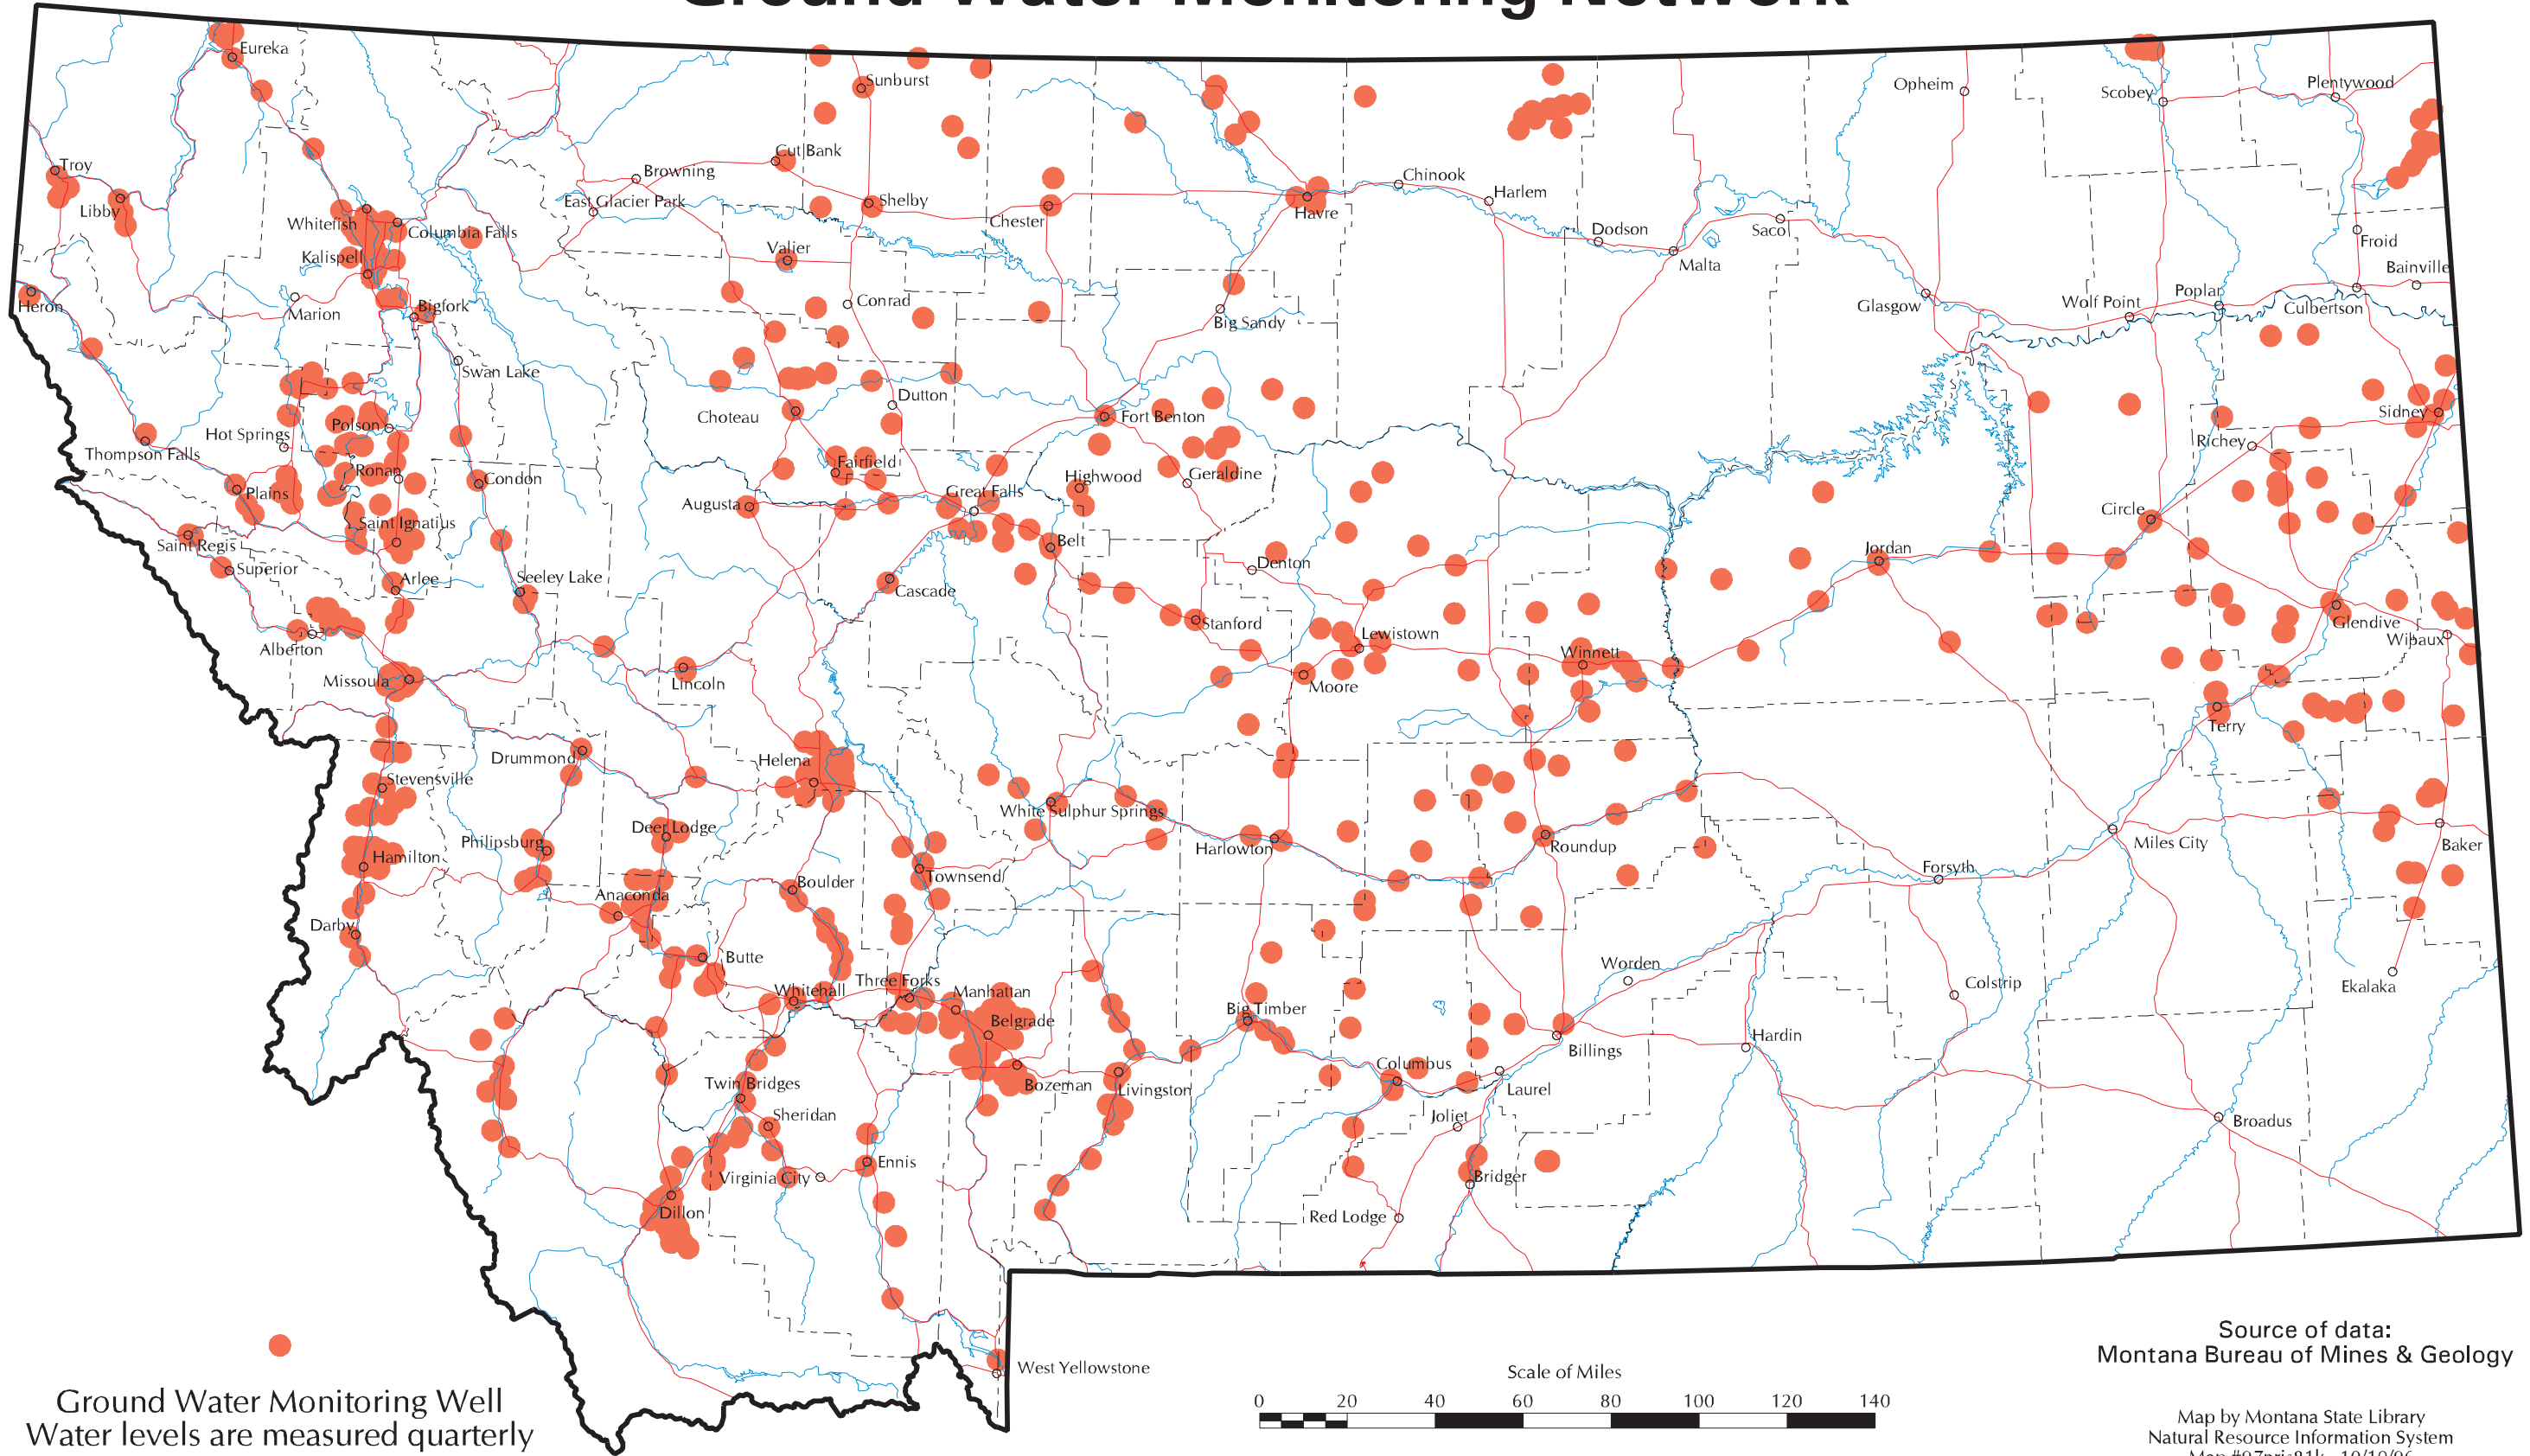 Ground Water Monitoring Network
Eureka
Sunburst
Opheim
Scobey
Plentywood
Troy
Cut Bank
Browning
Chinook
Harlem
Libby
East Glacier Park
Shelby
Chester
Havre
Whitefish
Columbia Falls
Dodson
Saco
Froid
Kalispell
Valier
Malta
Bainville
Heron
Marion
Bigfork
Conrad
Big Sandy
Glasgow
Wolf Point
Poplar
Culbertson
Swan Lake
Dutton
Choteau
Fort Benton
Sidney
Hot Springs
Polson
Richey
Thompson Falls
Ronan
Fairfield
Highwood
Geraldine
Plains
Condon
Great Falls
Augusta
Circle
Saint Ignatius
Saint Regis
Belt
Jordan
Superior
Arlee
Seeley Lake
Denton
Cascade
Stanford
Lewistown
Glendive
Alberton
Wibaux
Winnett
Missoula
Lincoln
Moore
Terry
Drummond
Helena
Stevensville
White Sulphur Springs
Deer Lodge
Philipsburg
Hamilton
Harlowton
Roundup
Miles City
Baker
Townsend
Forsyth
Boulder
Anaconda
Darby
Butte
Worden
Three Forks
Whitehall
Manhattan
Colstrip
Ekalaka
Big Timber
Belgrade
Hardin
Billings
Columbus
Twin Bridges
Bozeman
Livingston
Laurel
Sheridan
Joliet
Broadus
Ennis
Virginia City
Bridger
Dillon
Red Lodge
West Yellowstone
Ground Water Monitoring Well
Water levels are measured quarterly
Scale of Miles
0 20 40 60 80 100 120 140
Source of data:
Montana Bureau of Mines & Geology
Map by Montana State Library
Natural Resource Information System